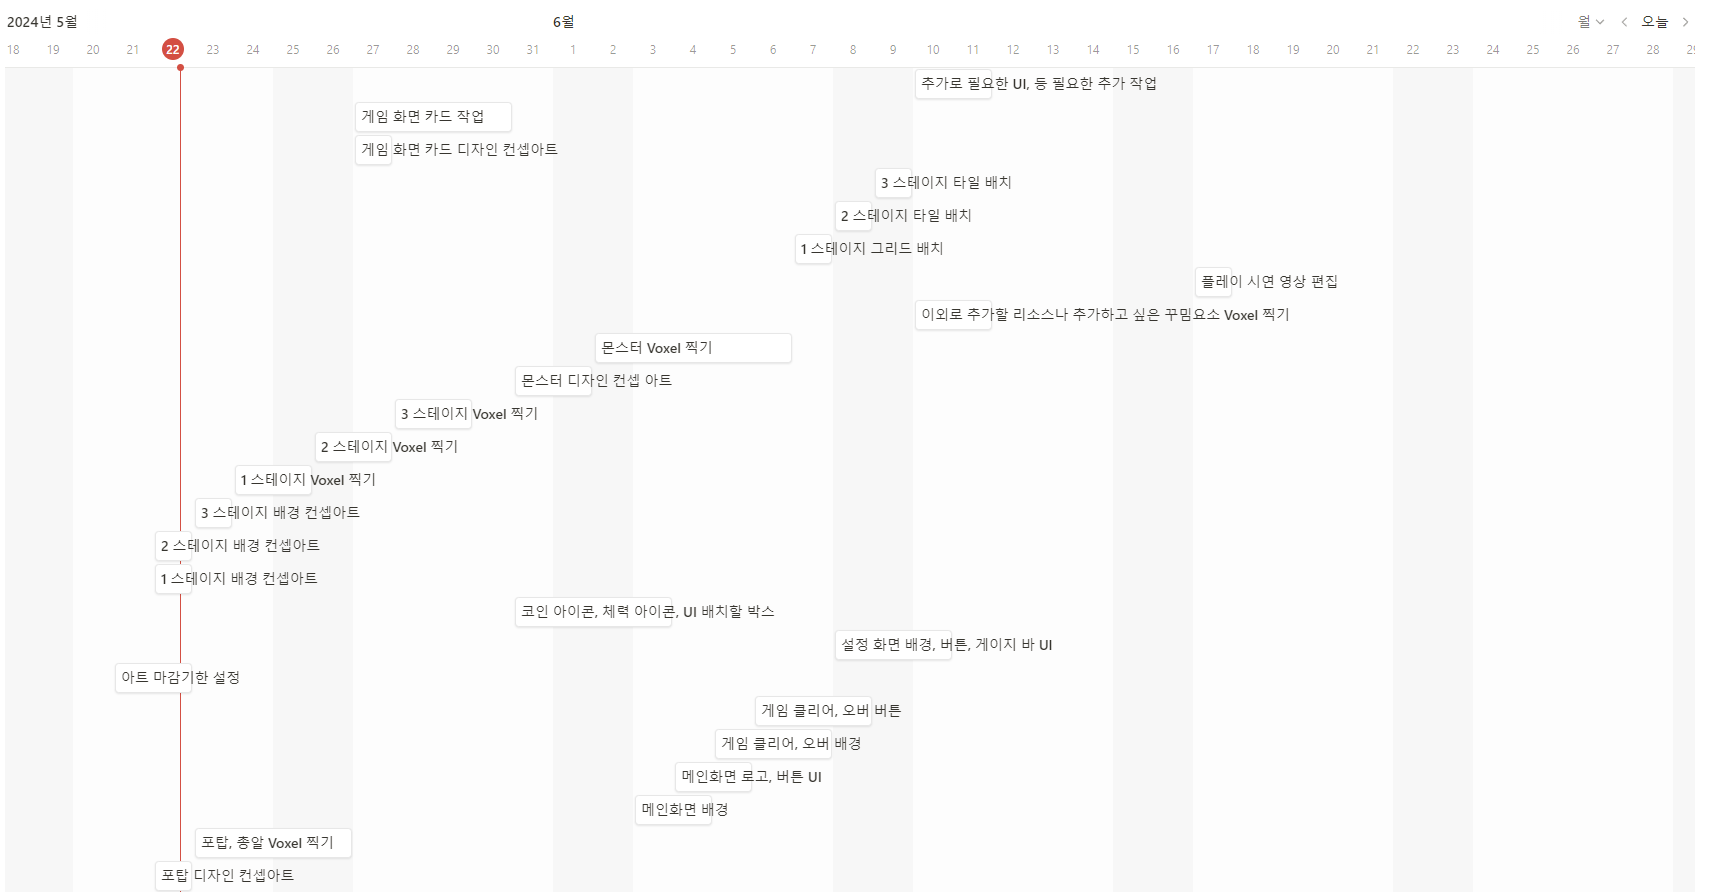 2024년 5월 6월 월 오늘
18 19 20 21 22 23 24 25 26 27 28 29 30 31 1 2 3 4 5 6 7 8 9 10 11 12 13 14 15 16 17 18 19 20 21 22 23 24 25 26 27 28 29
추가로 필요한 UI, 등 필요한 추가 작업
게임 화면 카드 작업
게임 화면 카드 디자인 컨셉아트
3 스테이지 타일 배치
2 스테이지 타일 배치
1 스테이지 그리드 배치
플레이 시연 영상 편집
이외로 추가할 리소스나 추가하고 싶은 꾸밈요소 Voxel 찍기
몬스터 Voxel 찍기
몬스터 디자인 컨셉 아트
3 스테이지 Voxel 찍기
2 스테이지 Voxel 찍기
1 스테이지 Voxel 찍기
3 스테이지 배경 컨셉아트
2 스테이지 배경 컨셉아트
1 스테이지 배경 컨셉아트
코인 아이콘, 체력 아이콘, UI 배치할 박스
설정 화면 배경, 버튼, 게이지 바 UI
아트 마감기한 설정
게임 클리어, 오버 버튼
게임 클리어, 오버 배경
메인화면 로고, 버튼 UI
메인화면 배경
포탑, 총알 Voxel 찍기
포탑 디자인 컨셉아트